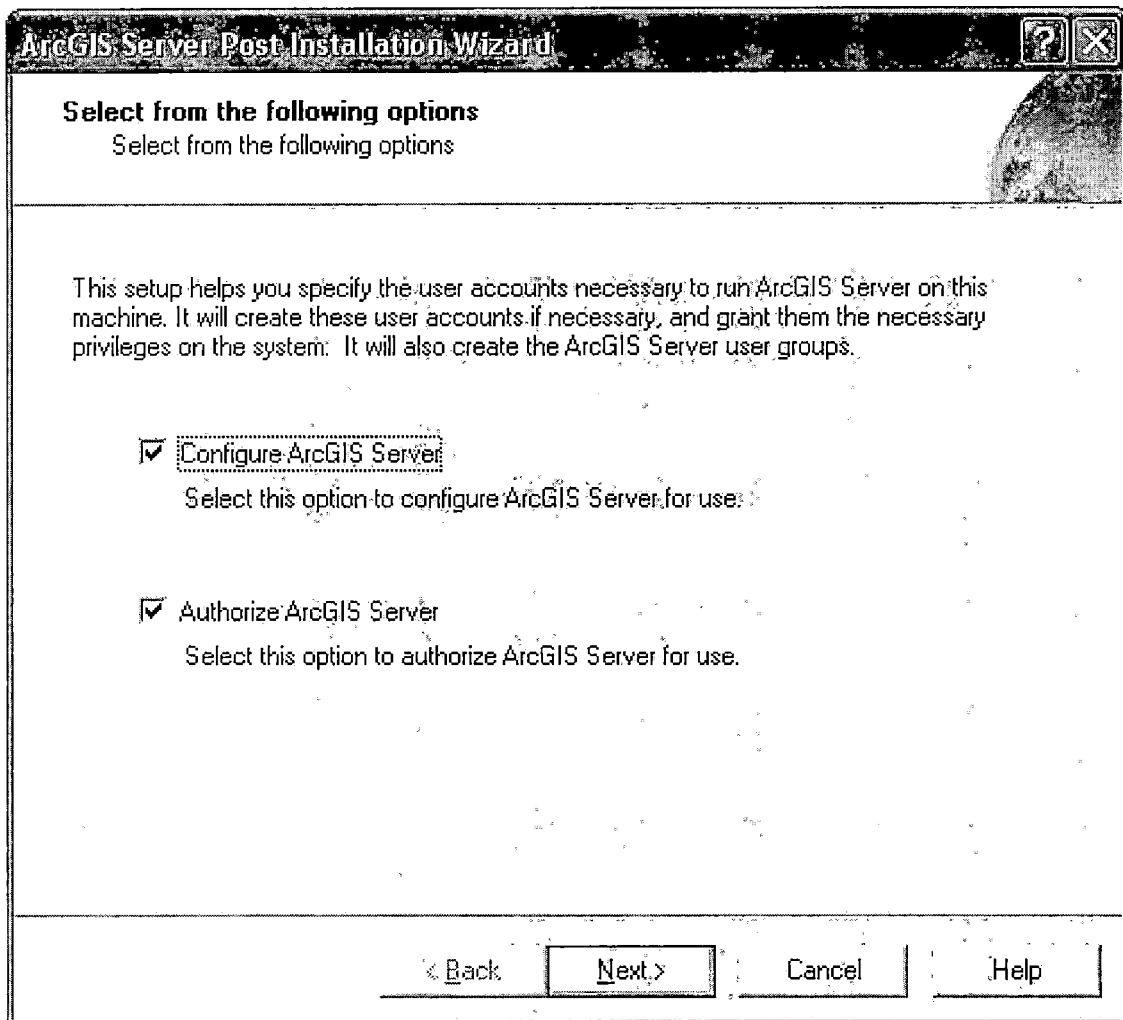 ArcGIS Server Post Installation Wizard
Select from the following options
Select from the following options
This setup helps you specify the user accounts necessary to run ArcGIS Server on this
machine. It will create these user accounts if necessary, and grant them the necessary
privileges on the system. It will also create the ArcGIS Server user groups.
Configure ArcGIS Server
Select this option to configure ArcGIS Server for use.
Authorize ArcGIS Server
Select this option to authorize ArcGIS Server for use.
< Back Next > Cancel Help